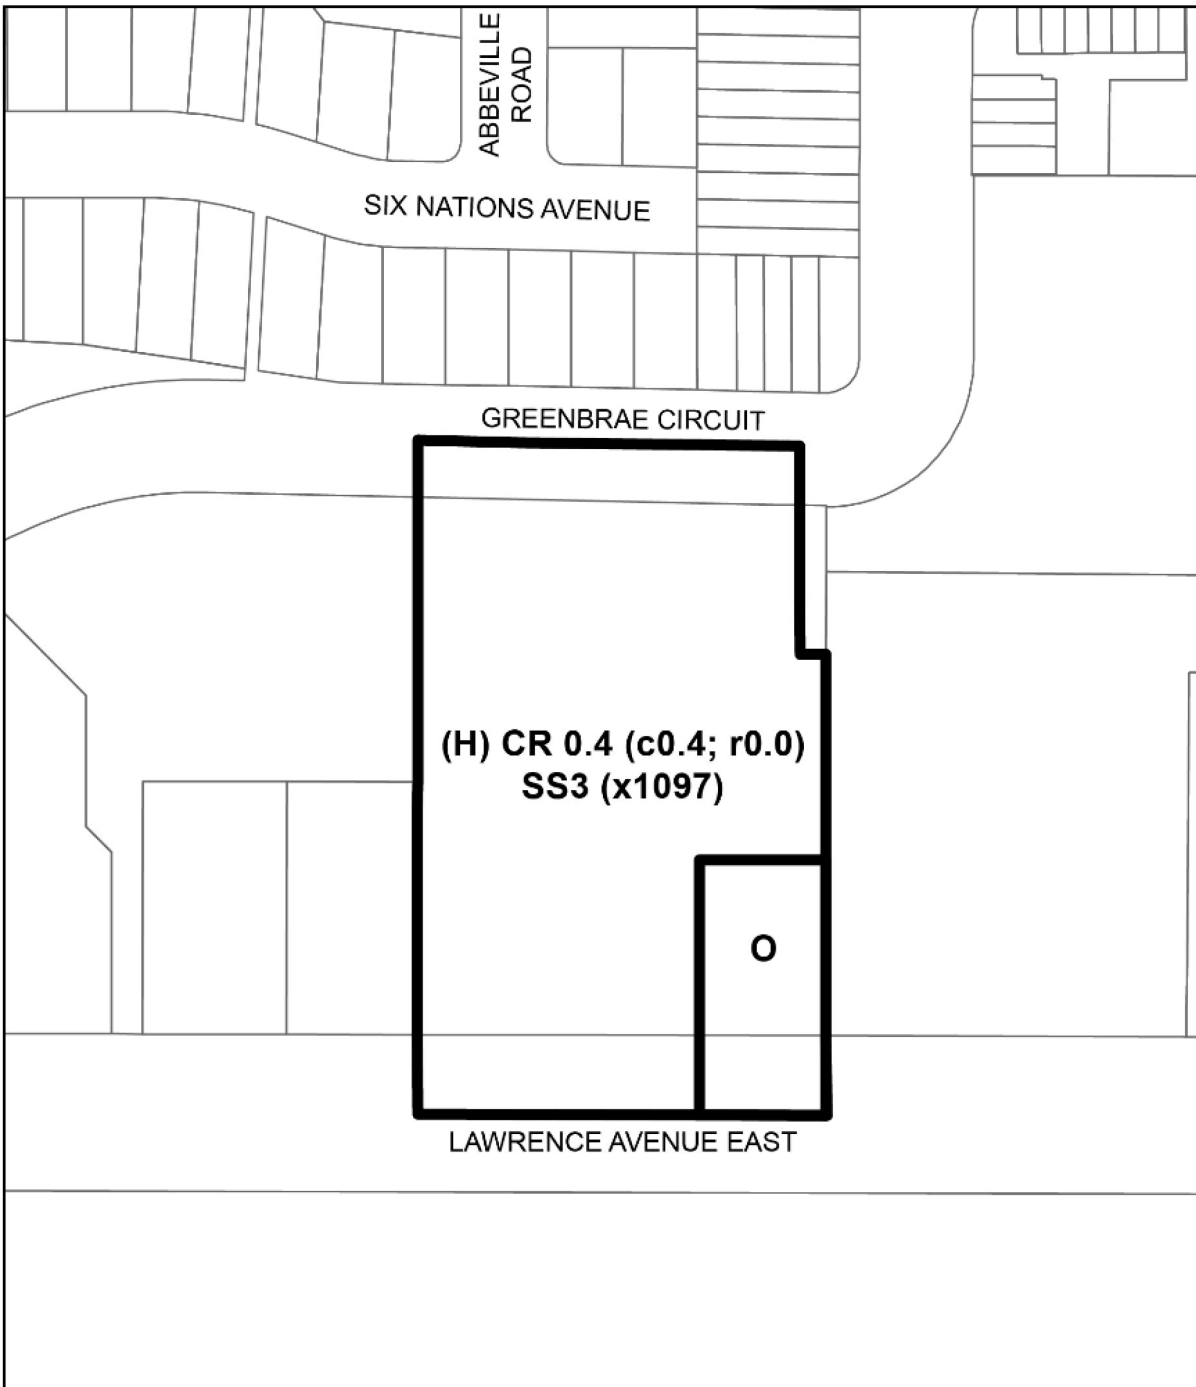 ABBEVILLE
ROAD
SIX NATIONS AVENUE
GREENBRAE CIRCUIT
(H) CR 0.4 (c0.4; r0.0)
SS3 (x1097)
O
LAWRENCE AVENUE EAST